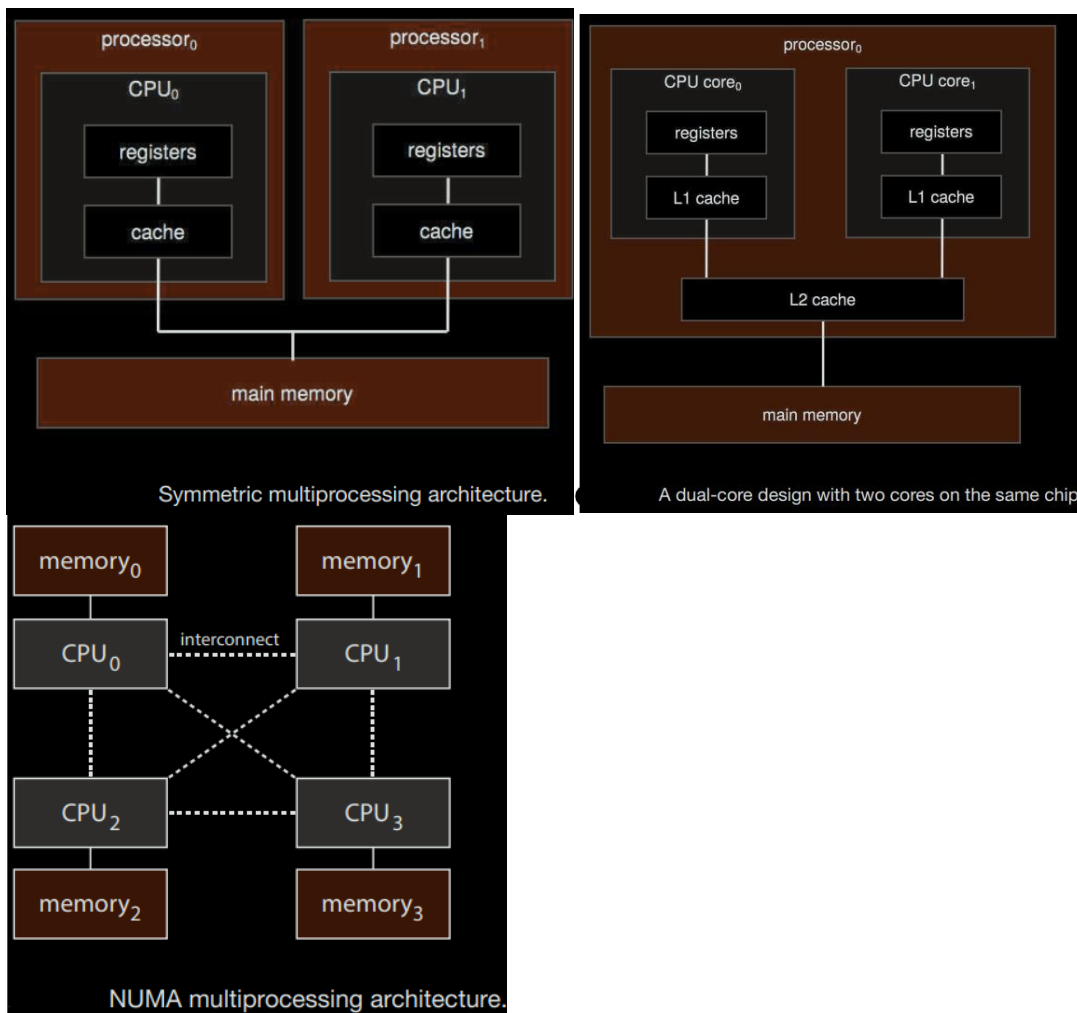 processor₀
processor₁
CPU₀
CPU₁
registers
registers
cache
cache
main memory
Symmetric multiprocessing architecture.
processor₀
CPU core₀
CPU core₁
registers
registers
L1 cache
L1 cache
L2 cache
main memory
A dual-core design with two cores on the same chip
memory₀
memory₁
CPU₀
interconnect
CPU₁
CPU₂
CPU₃
memory₂
memory₃
NUMA multiprocessing architecture.